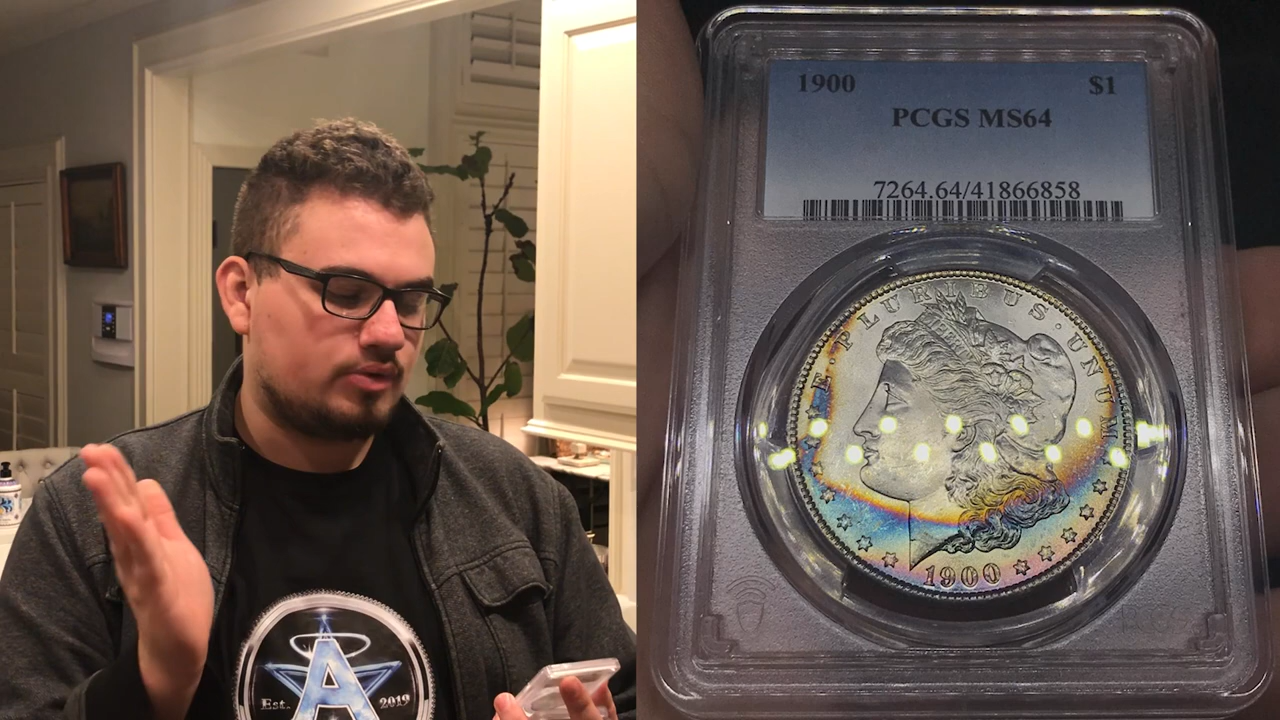 1900 $1
PCGS MS64
7264.64/41866858
E · PLURIBUS · UNUM
1900
A
Est. 2019